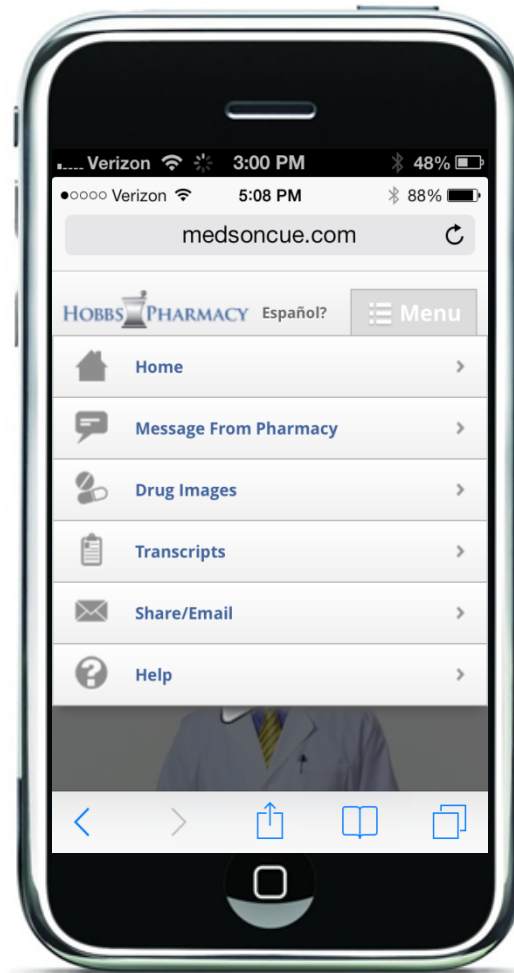 Verizon 3:00 PM 48%
Verizon 5:08 PM 88%
medsoncue.com
HOBBS PHARMACY Español? Menu
Home
Message From Pharmacy
Drug Images
Transcripts
Share/Email
Help